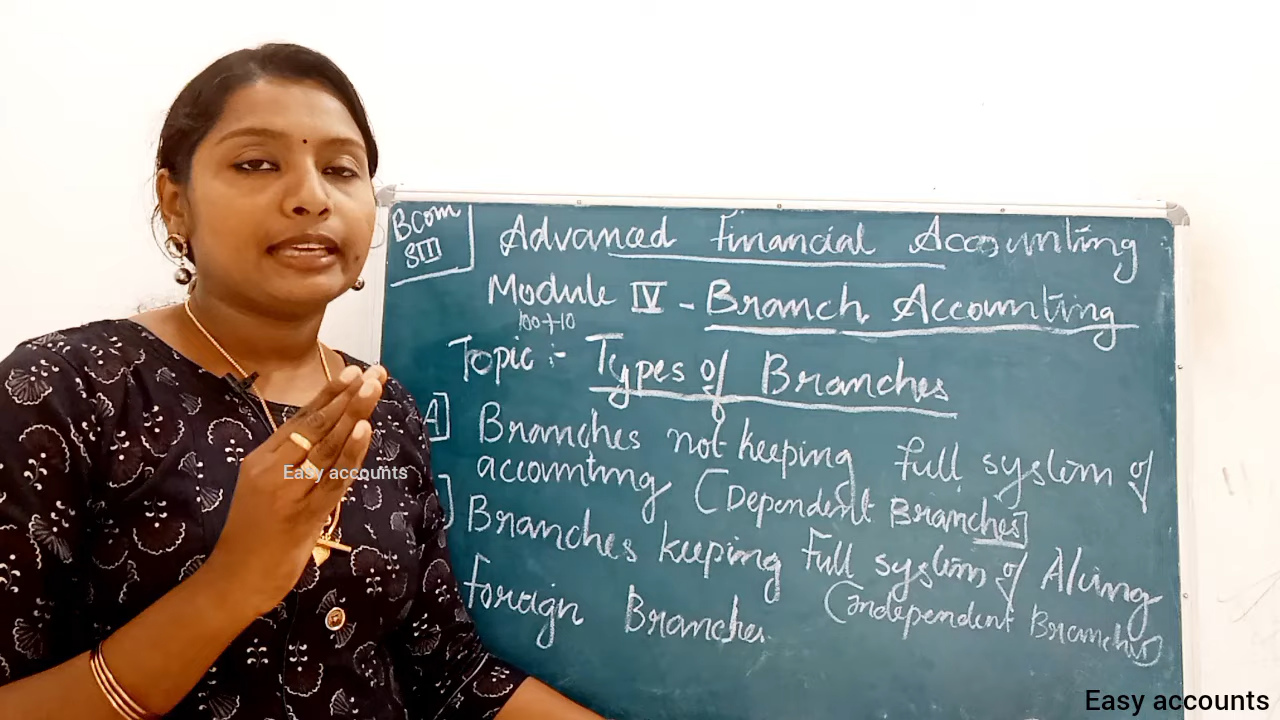 BCom
SIII
Advanced Financial Accounting
Module IV - Branch Accounting
100+10
Topic :- Types of Branches
A] Branches not keeping full system of
accounting (Dependent Branches]
] Branches keeping Full system of A/cing
(Independent Branches)
Foreign Branches
Easy accounts
Easy accounts